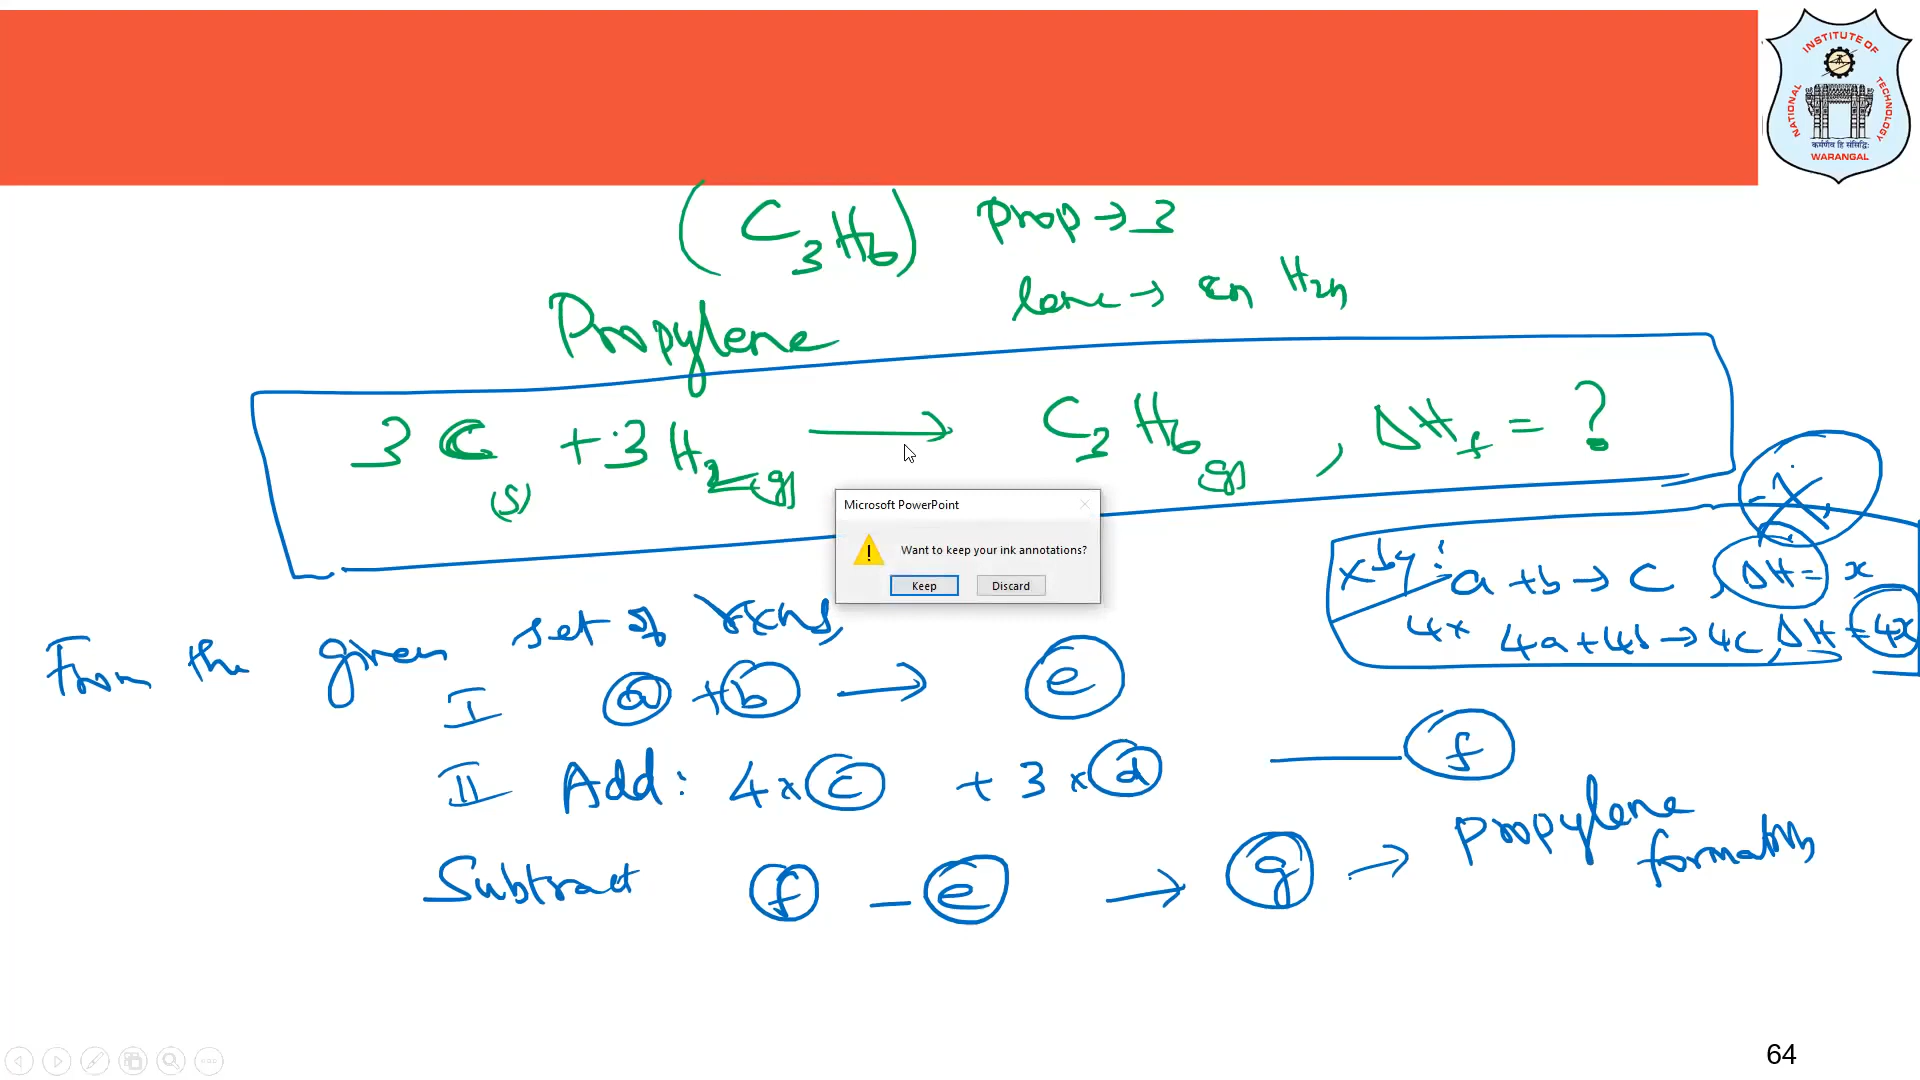 NATIONAL INSTITUTE OF TECHNOLOGY
कर्मणैव हि संसिद्धिः
WARANGAL
(C3H6) Prop → 3
lene → CnH2n
Propylene
3 C(s) + 3 H2(g) → C3H6(g), ΔHf = ?
Microsoft PowerPoint
Want to keep your ink annotations?
Keep Discard
a + b → c, ΔH = x
4x 4a + 4b → 4c, ΔH = 4x
From the given set of rxns,
I a + b → e
II Add: 4 x c + 3 x d — f
Subtract f - e → g → propylene formation
64